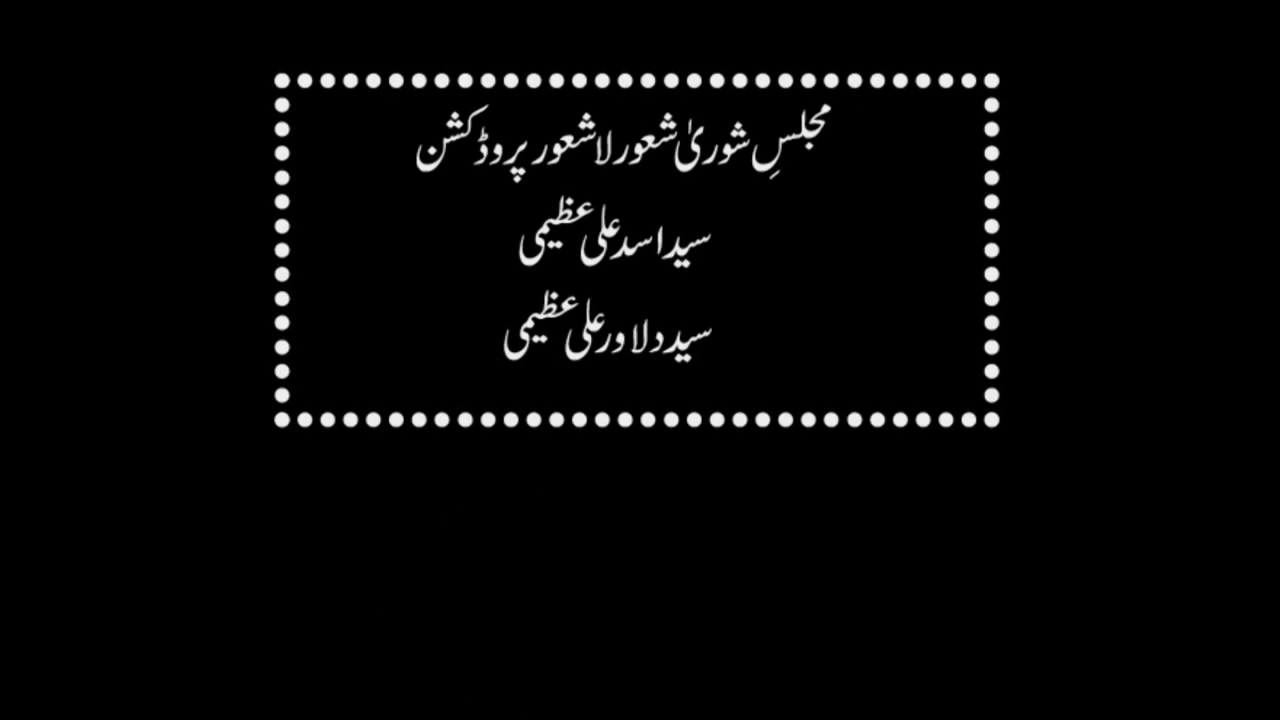 مجلسِ شوریٰ شعور لاشعور پروڈکشن
سید اسد علی عظیمی
سید دلاور علی عظیمی